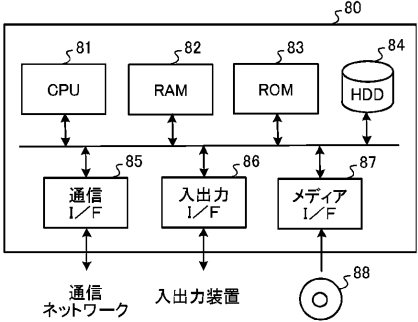 80
81
82
83
84
CPU
RAM
ROM
HDD
85
86
87
通信
I／F
入出力
I／F
メディア
I／F
88
通信
ネットワーク
入出力装置